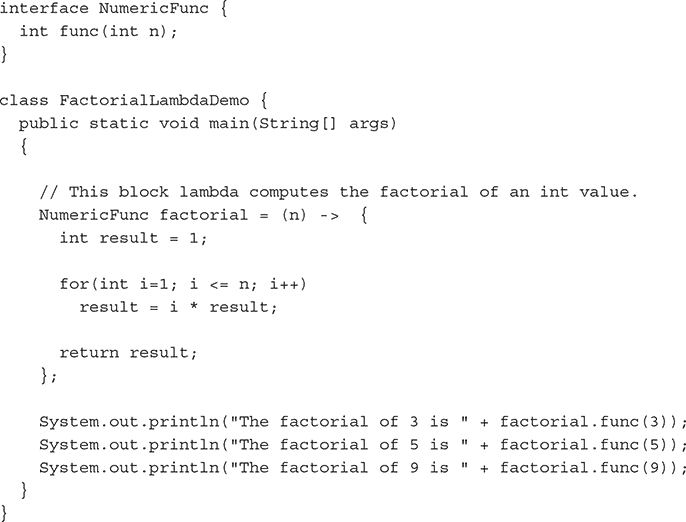 interface NumericFunc {
  int func(int n);
}

class FactorialLambdaDemo {
  public static void main(String[] args)
  {

    // This block lambda computes the factorial of an int value.
    NumericFunc factorial = (n) ->  {
      int result = 1;

      for(int i=1; i <= n; i++)
        result = i * result;

      return result;
    };

    System.out.println("The factorial of 3 is " + factorial.func(3));
    System.out.println("The factorial of 5 is " + factorial.func(5));
    System.out.println("The factorial of 9 is " + factorial.func(9));
  }
}